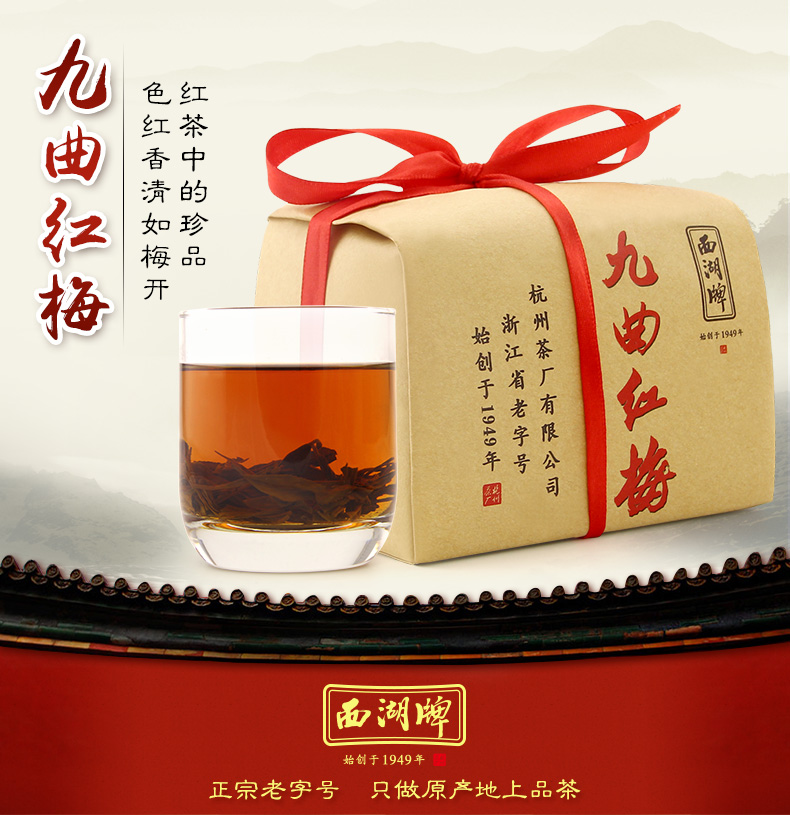 九曲红梅
红茶中的珍品
色红香清如梅开
西湖牌
始创于1949年
九曲红梅
杭州茶厂有限公司
浙江省老字号
始创于1949年
杭州茶厂
西湖牌
始创于1949年
正宗老字号 只做原产地上品茶